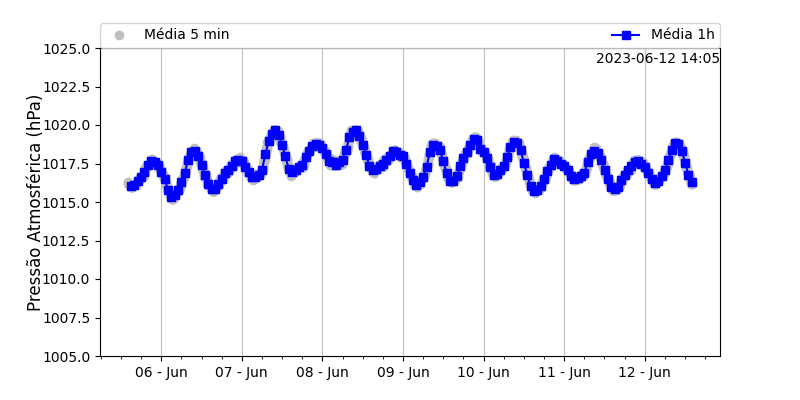 Média 5 min
Média 1h
2023-06-12 14:05
Pressão Atmosférica (hPa)
1025.0
1022.5
1020.0
1017.5
1015.0
1012.5
1010.0
1007.5
1005.0
06 - Jun
07 - Jun
08 - Jun
09 - Jun
10 - Jun
11 - Jun
12 - Jun